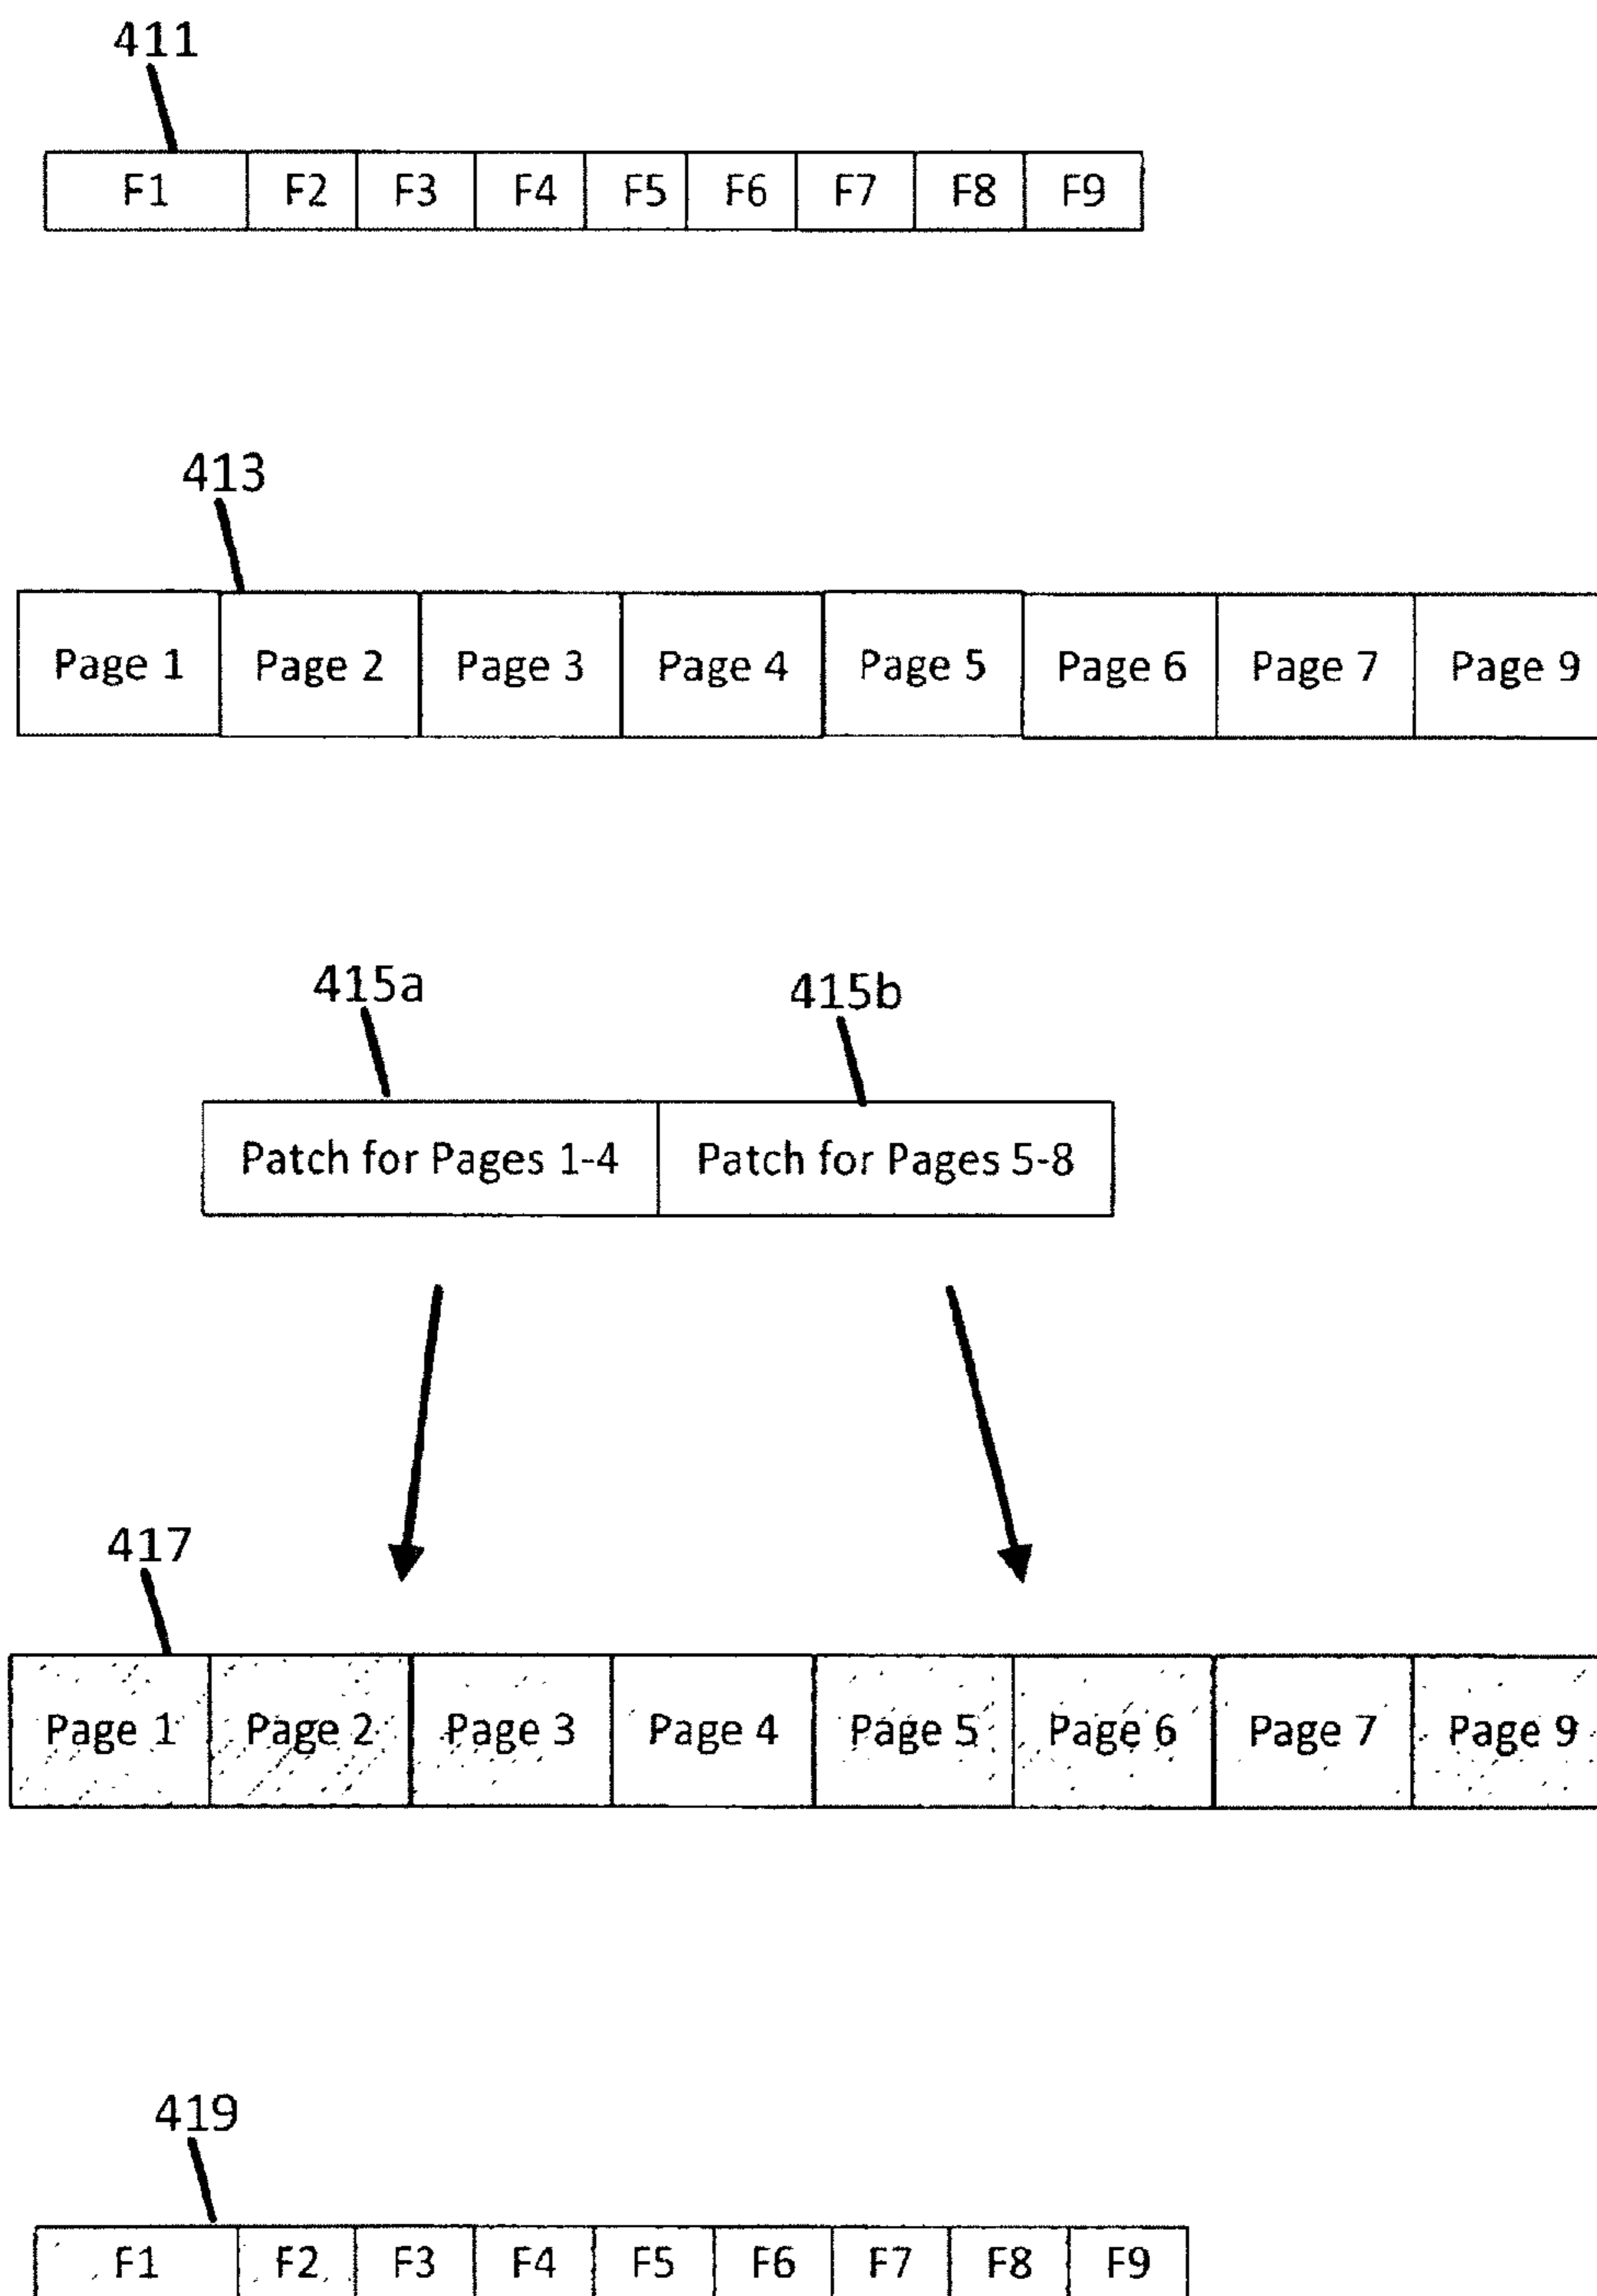 411
F1 F2 F3 F4 F5 F6 F7 F8 F9
413
Page 1 Page 2 Page 3 Page 4 Page 5 Page 6 Page 7 Page 9
415a 415b
Patch for Pages 1-4 Patch for Pages 5-8
417
Page 1 Page 2 Page 3 Page 4 Page 5 Page 6 Page 7 Page 9
419
F1 F2 F3 F4 F5 F6 F7 F8 F9